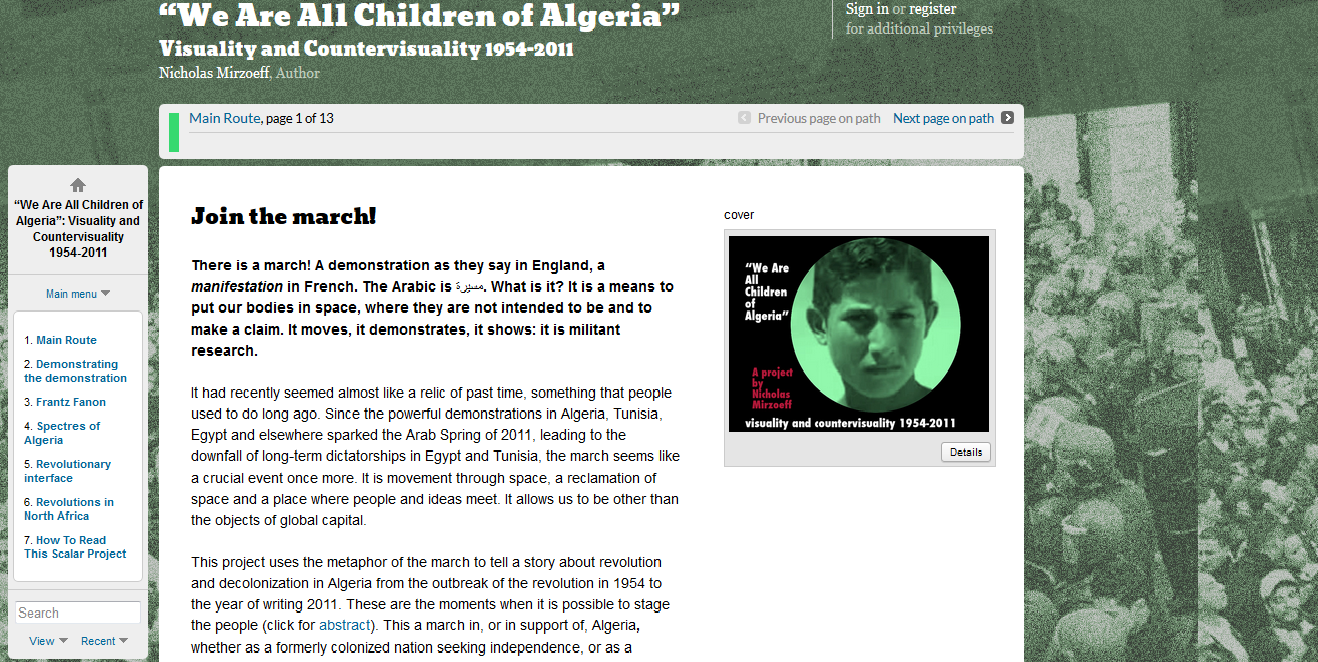 “We Are All Children of Algeria”
Visuality and Countervisuality 1954-2011
Nicholas Mirzoeff, Author
Sign in or register
for additional privileges
Main Route, page 1 of 13
Previous page on path
Next page on path
“We Are All Children of
Algeria”: Visuality and
Countervisuality
1954-2011
Main menu
1. Main Route
2. Demonstrating
the demonstration
3. Frantz Fanon
4. Spectres of
Algeria
5. Revolutionary
interface
6. Revolutions in
North Africa
7. How To Read
This Scalar Project
Search
View
Recent
Join the march!
There is a march! A demonstration as they say in England, a
manifestation in French. The Arabic is مسيرة. What is it? It is a means to
put our bodies in space, where they are not intended to be and to
make a claim. It moves, it demonstrates, it shows: it is militant
research.
It had recently seemed almost like a relic of past time, something that people
used to do long ago. Since the powerful demonstrations in Algeria, Tunisia,
Egypt and elsewhere sparked the Arab Spring of 2011, leading to the
downfall of long-term dictatorships in Egypt and Tunisia, the march seems like
a crucial event once more. It is movement through space, a reclamation of
space and a place where people and ideas meet. It allows us to be other than
the objects of global capital.
This project uses the metaphor of the march to tell a story about revolution
and decolonization in Algeria from the outbreak of the revolution in 1954 to
the year of writing 2011. These are the moments when it is possible to stage
the people (click for abstract). This a march in, or in support of, Algeria,
whether as a formerly colonized nation seeking independence, or as a
cover
“We Are
All
Children
of
Algeria”
A project
by
Nicholas
Mirzoeff
visuality and countervisuality 1954-2011
Details